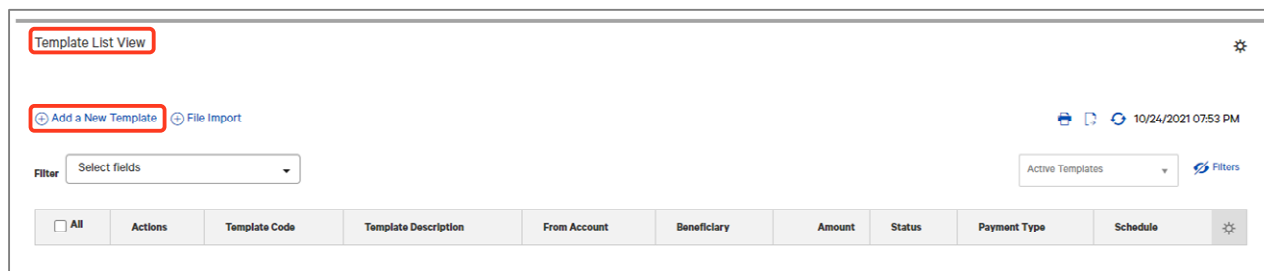 Template List View
Add a New Template File Import 10/24/2021 07:53 PM
Filter Select fields Active Templates Filters
All Actions Template Code Template Description From Account Beneficiary Amount Status Payment Type Schedule